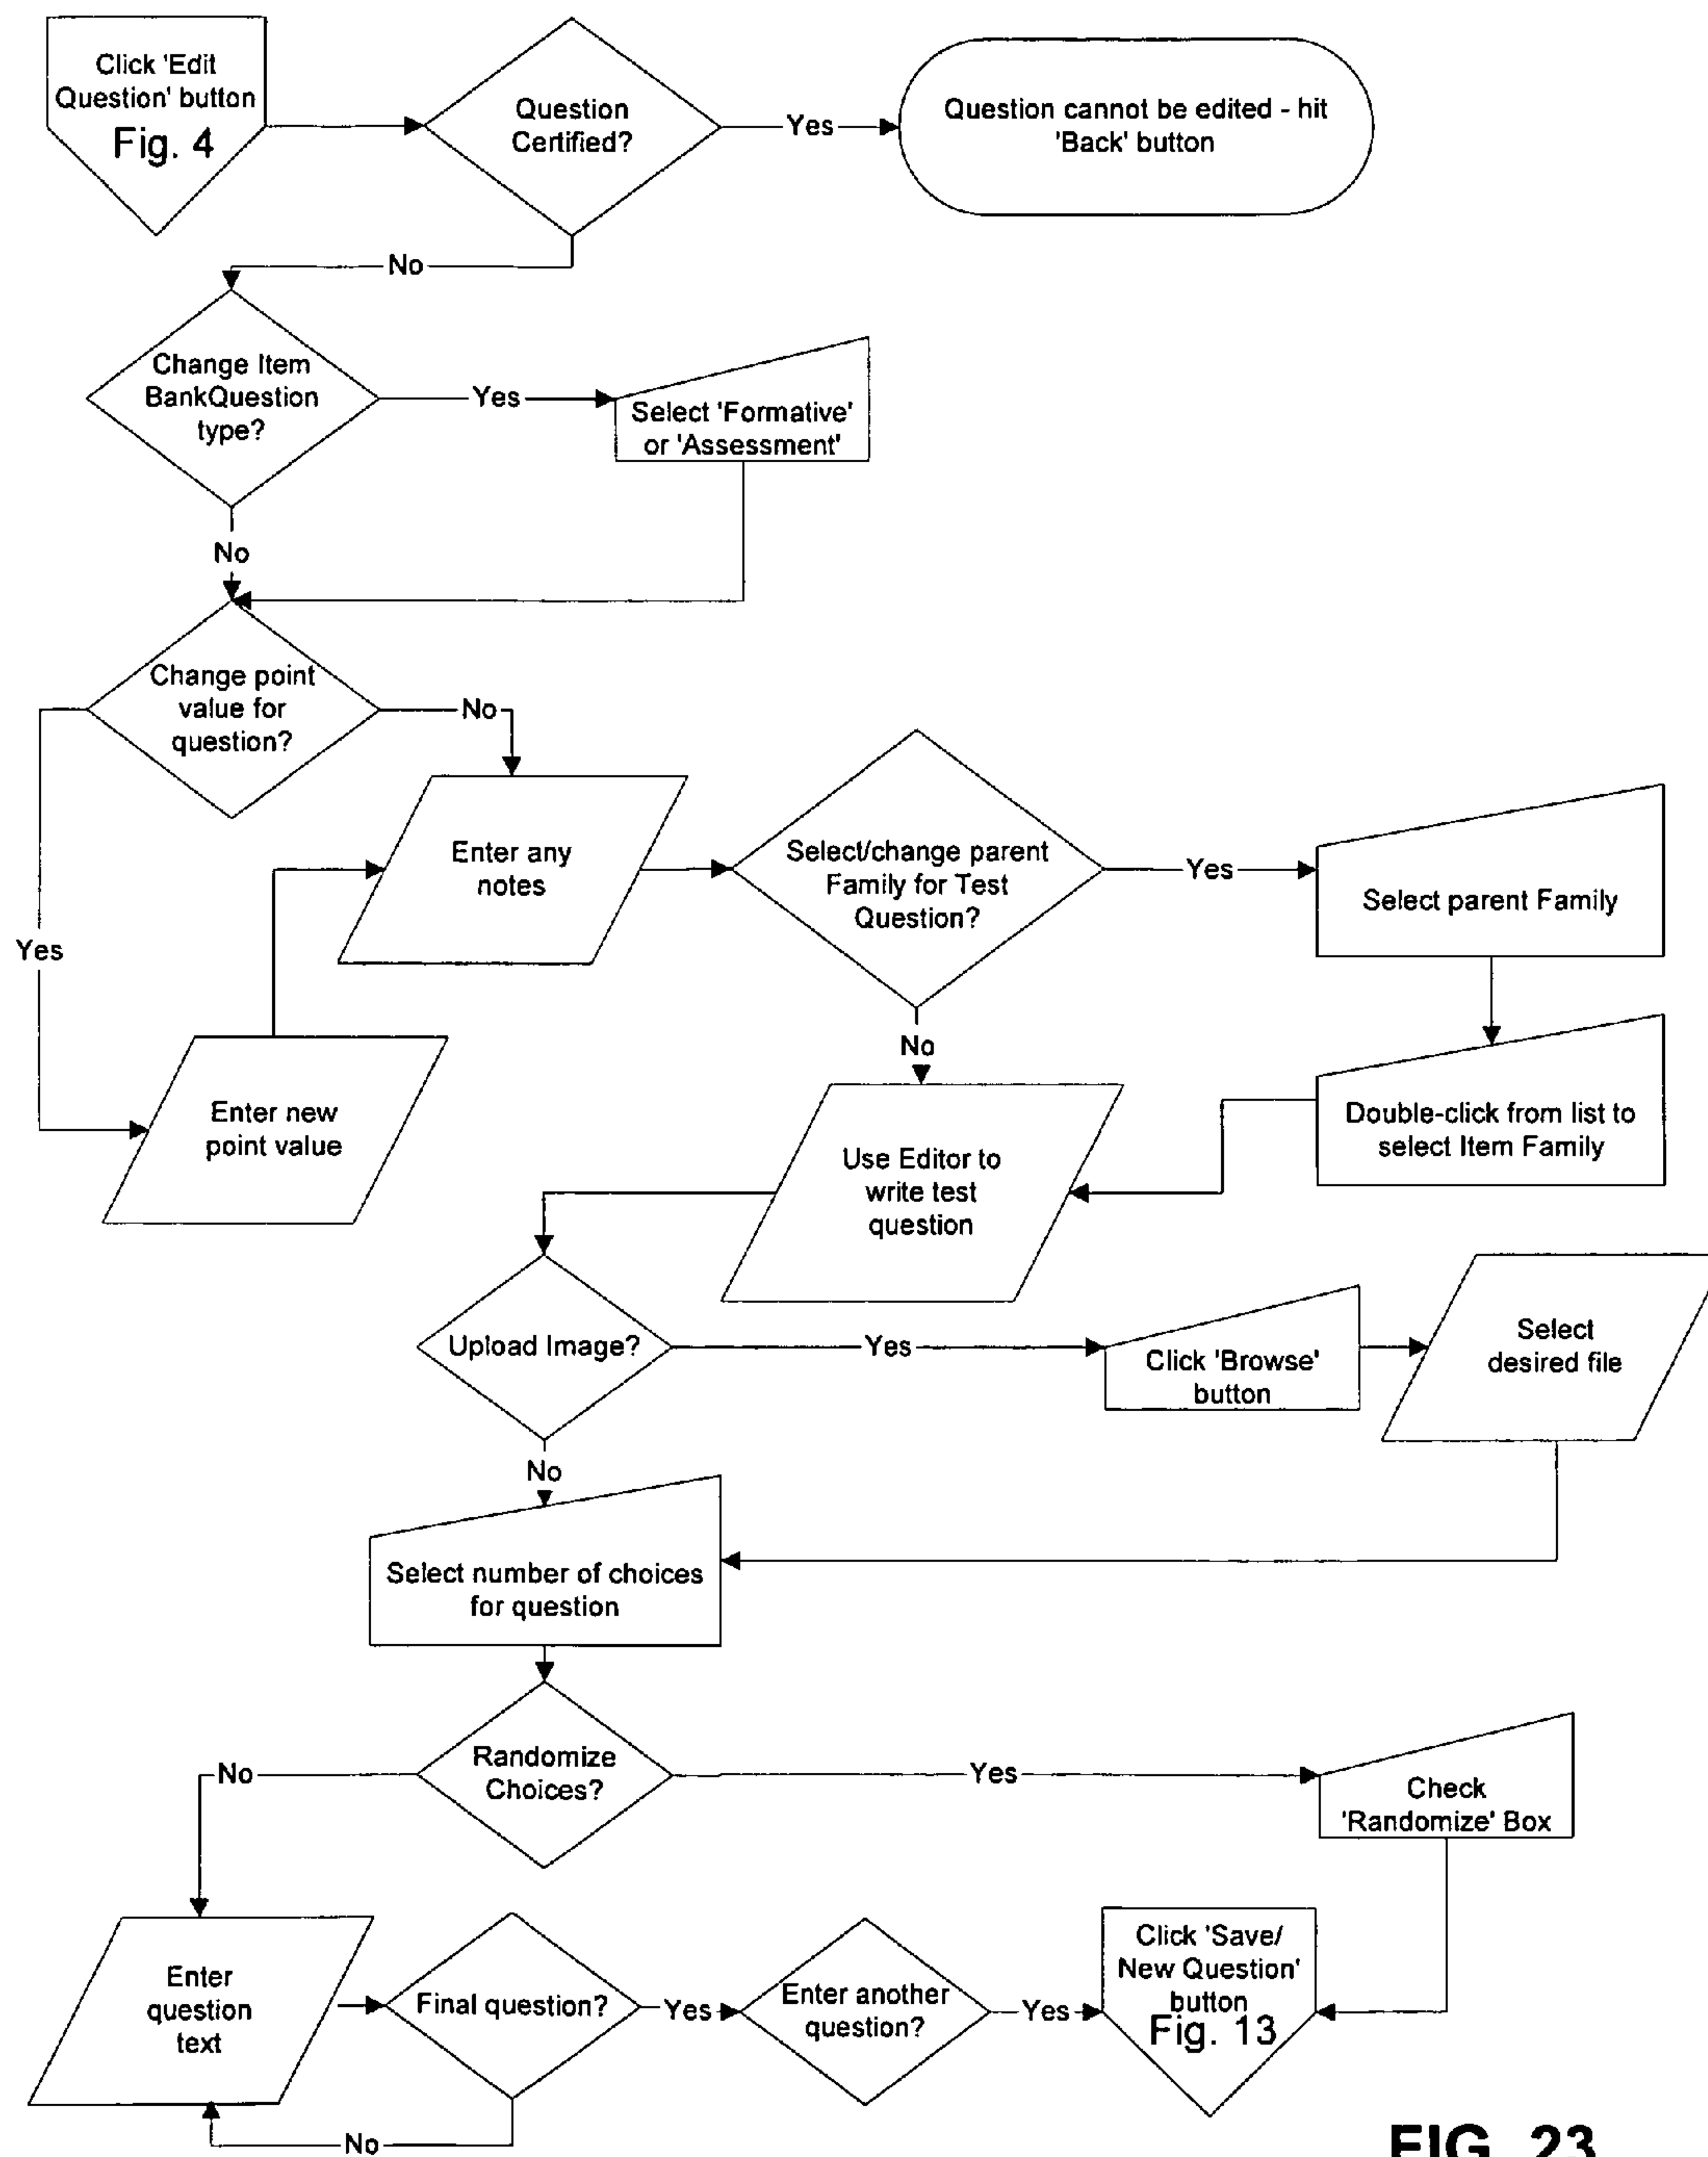 Click 'Edit
Question' button
Fig. 4
Question
Certified?
Yes
Question cannot be edited - hit
'Back' button
No
Change Item
BankQuestion
type?
Yes
Select 'Formative'
or 'Assessment'
No
Change point
value for
question?
No
Yes
Enter any
notes
Select/change parent
Family for Test
Question?
Yes
Select parent Family
No
Enter new
point value
Double-click from list to
select Item Family
Use Editor to
write test
question
Upload Image?
Yes
Click 'Browse'
button
Select
desired file
No
Select number of choices
for question
Randomize
Choices?
No
Yes
Check
'Randomize' Box
Enter
question
text
Final question?
Yes
Enter another
question?
Yes
Click 'Save/
New Question'
button
Fig. 13
No
FIG. 23